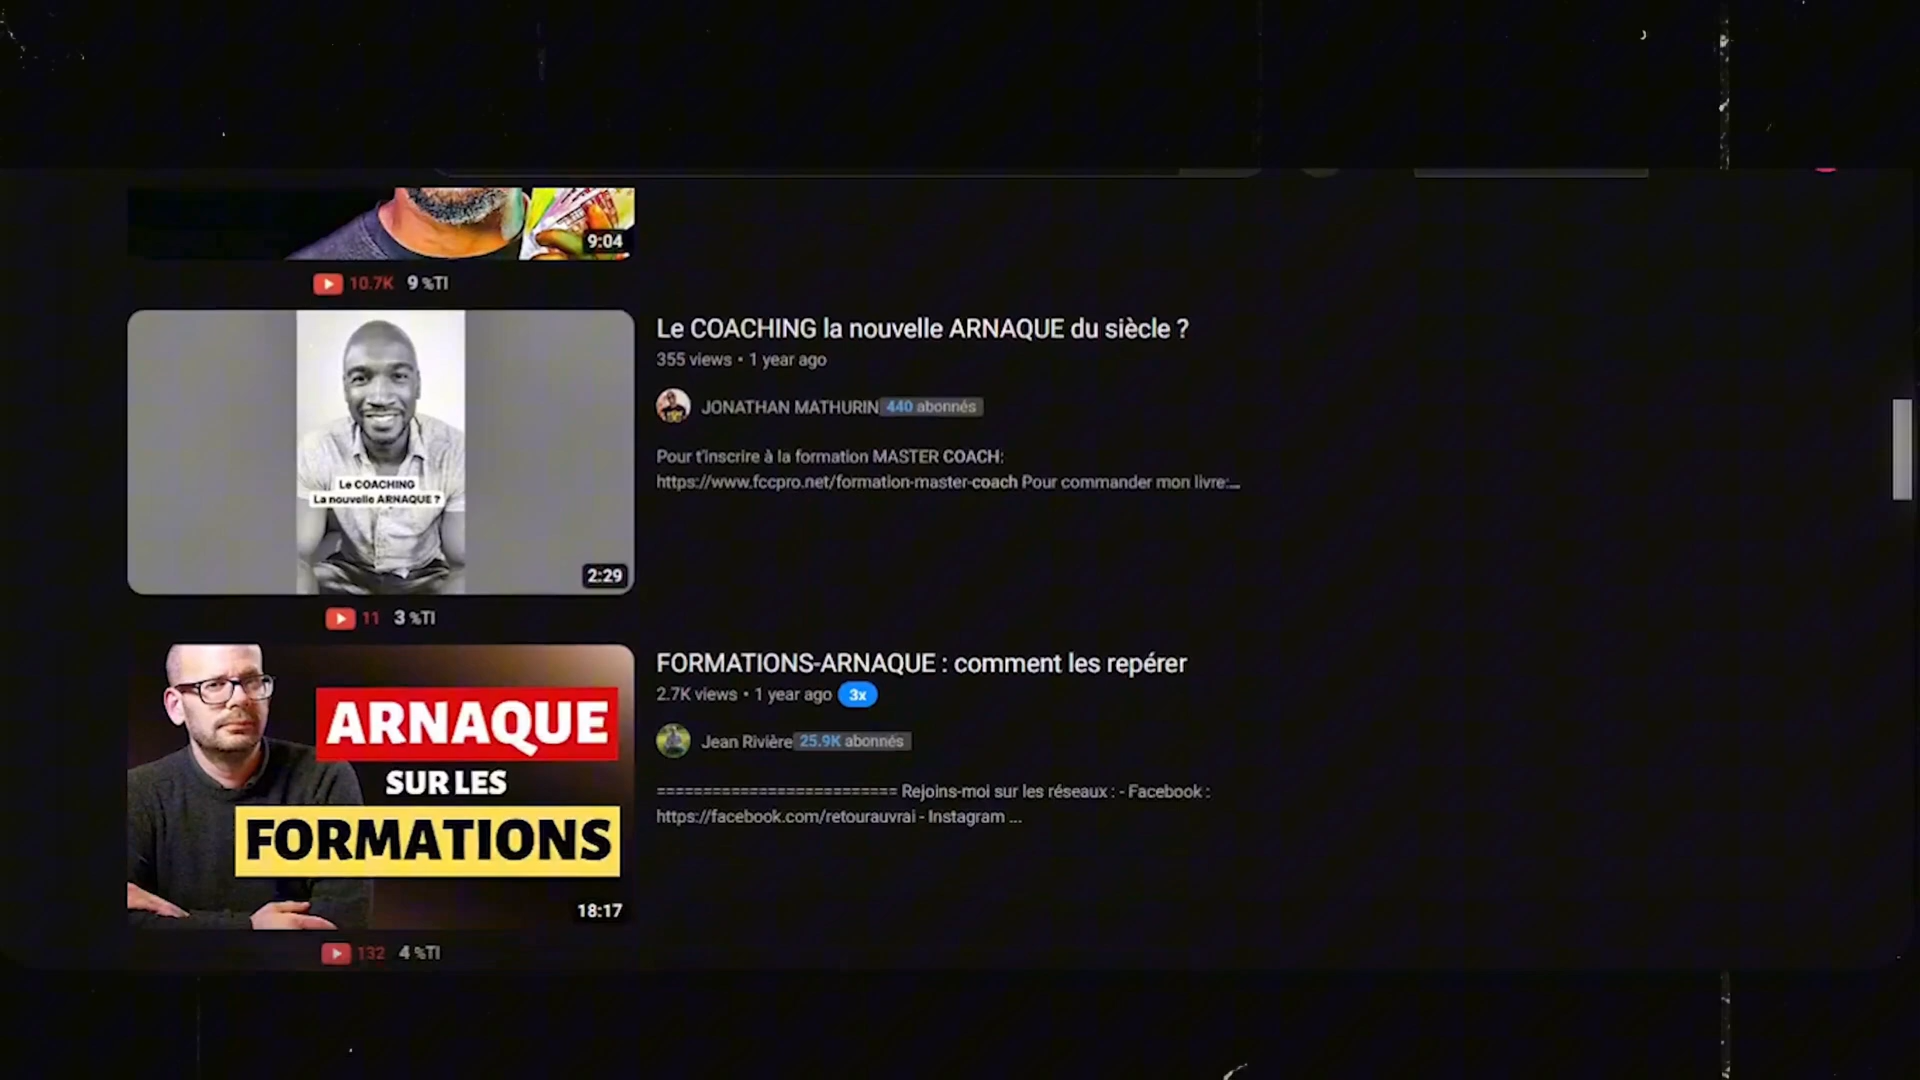 9:04
10.7K 9 %TI
Le COACHING la nouvelle ARNAQUE du siècle ?
355 views • 1 year ago
JONATHAN MATHURIN 440 abonnés
Pour t'inscrire à la formation MASTER COACH:
https://www.fccpro.net/formation-master-coach Pour commander mon livre:...
Le COACHING
La nouvelle ARNAQUE ?
2:29
11 3 %TI
FORMATIONS-ARNAQUE : comment les repérer
2.7K views • 1 year ago 3x
Jean Rivière 25.9K abonnés
========================== Rejoins-moi sur les réseaux : - Facebook :
https://facebook.com/retourauvrai - Instagram ...
ARNAQUE
SUR LES
FORMATIONS
18:17
132 4 %TI